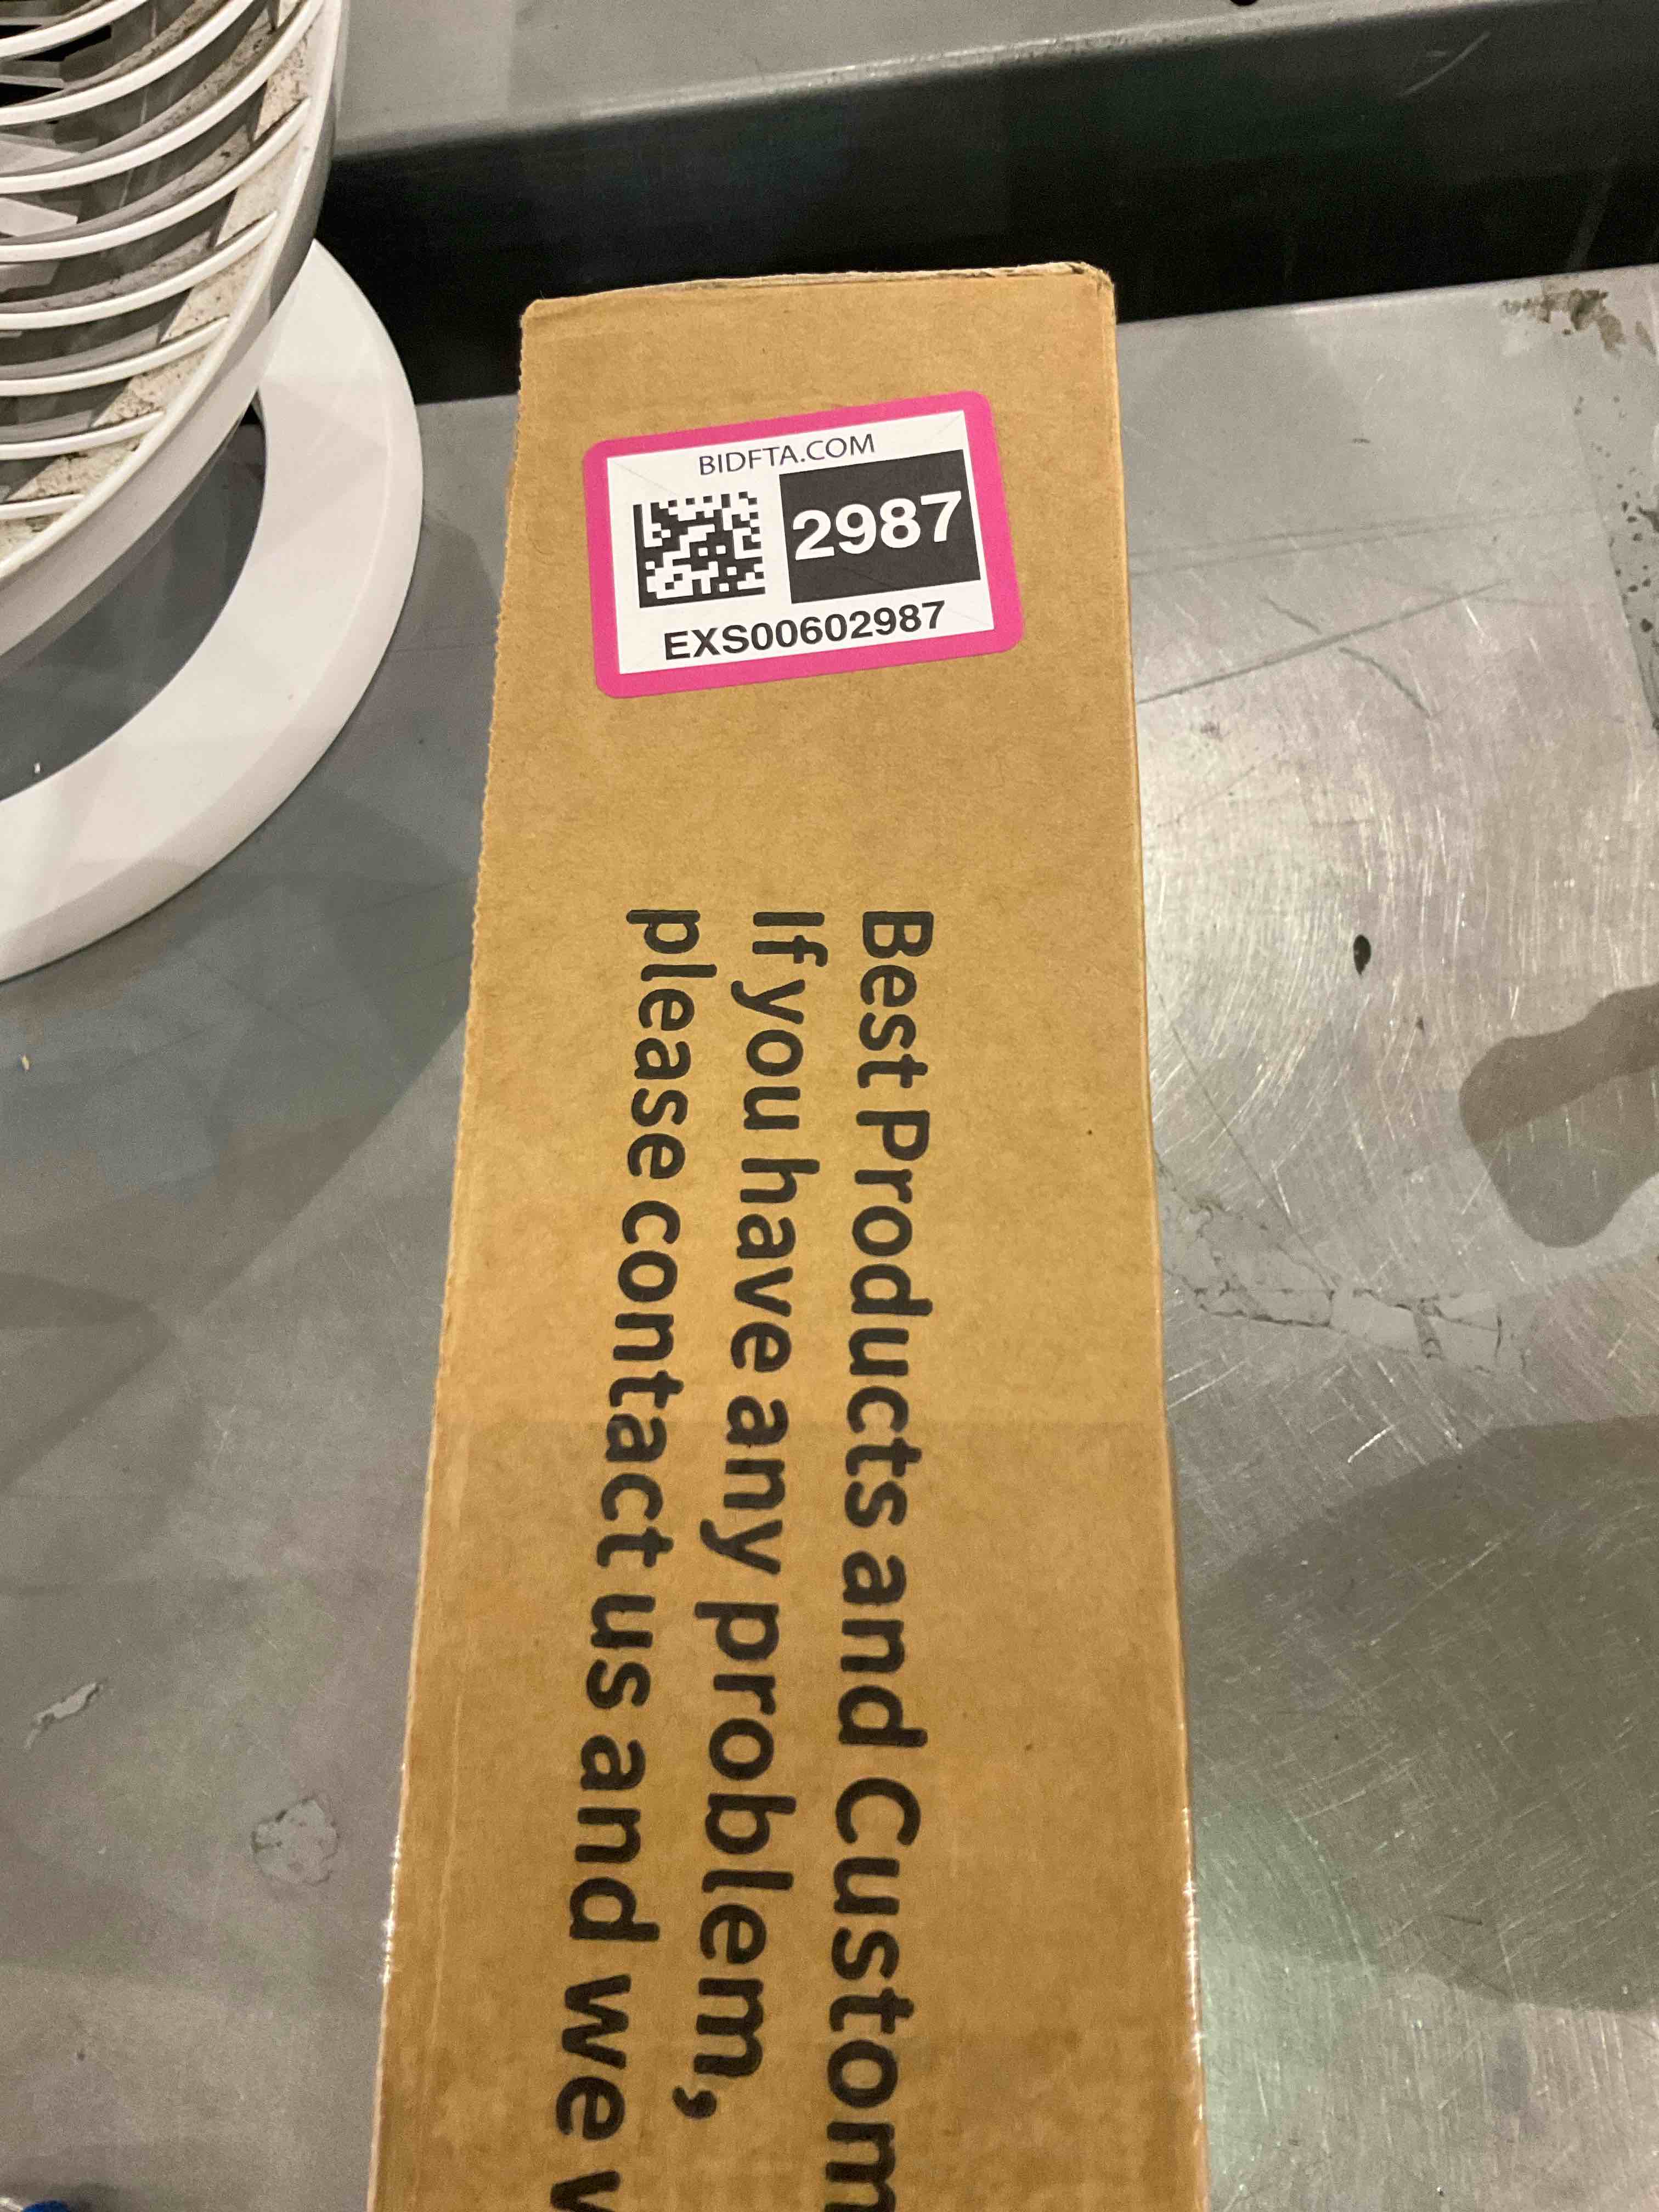 BIDFTA.COM
2987
EXS00602987
Best Products and Custom
If you have any problem,
please contact us and we